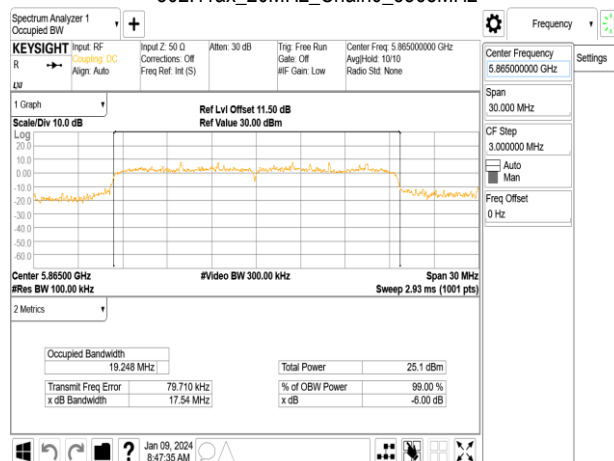 Spectrum Analyzer 1
Occupied BW
Frequency
KEYSIGHT
R
LXI
Input: RF
Coupling: DC
Align: Auto
Input Z: 50 Ω
Corrections: Off
Freq Ref: Int (S)
Atten: 30 dB
Trig: Free Run
Gate: Off
#IF Gain: Low
Center Freq: 5.865000000 GHz
Avg|Hold: 10/10
Radio Std: None
Center Frequency
5.865000000 GHz
Settings
Span
30.000 MHz
CF Step
3.000000 MHz
Auto
Man
Freq Offset
0 Hz
1 Graph
Scale/Div 10.0 dB
Ref Lvl Offset 11.50 dB
Ref Value 30.00 dBm
Log
20.0
10.0
0.00
-10.0
-20.0
-30.0
-40.0
-50.0
-60.0
Center 5.86500 GHz
#Res BW 100.00 kHz
#Video BW 300.00 kHz
Span 30 MHz
Sweep 2.93 ms (1001 pts)
2 Metrics
Occupied Bandwidth
19.248 MHz
Transmit Freq Error 79.710 kHz
x dB Bandwidth 17.54 MHz
Total Power 25.1 dBm
% of OBW Power 99.00 %
x dB -6.00 dB
?
Jan 09, 2024
8:47:35 AM